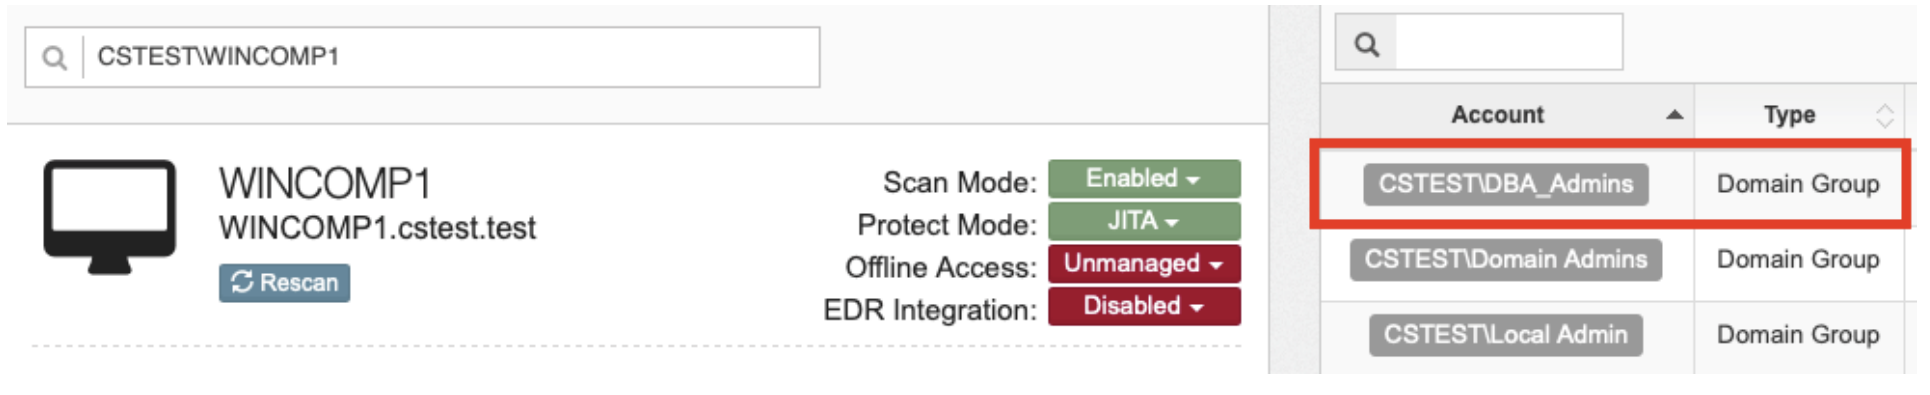 CSTEST\WINCOMP1
WINCOMP1
WINCOMP1.cstest.test
Rescan
Scan Mode: Enabled
Protect Mode: JITA
Offline Access: Unmanaged
EDR Integration: Disabled
Account Type
CSTEST\DBA_Admins Domain Group
CSTEST\Domain Admins Domain Group
CSTEST\Local Admin Domain Group